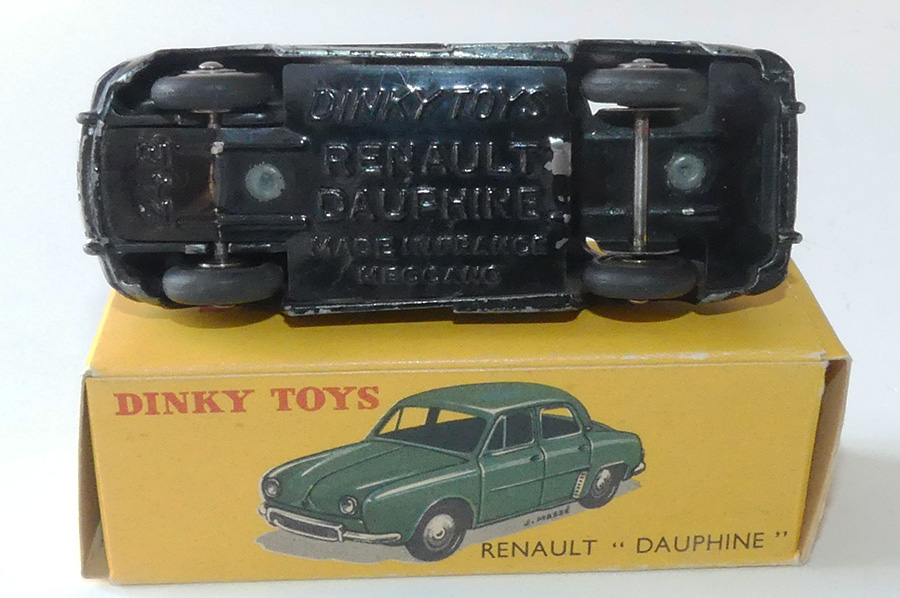 DINKY TOYS
RENAULT
DAUPHINE
MADE IN FRANCE
MECCANO
DINKY TOYS
J. MASSÉ
RENAULT “ DAUPHINE ”